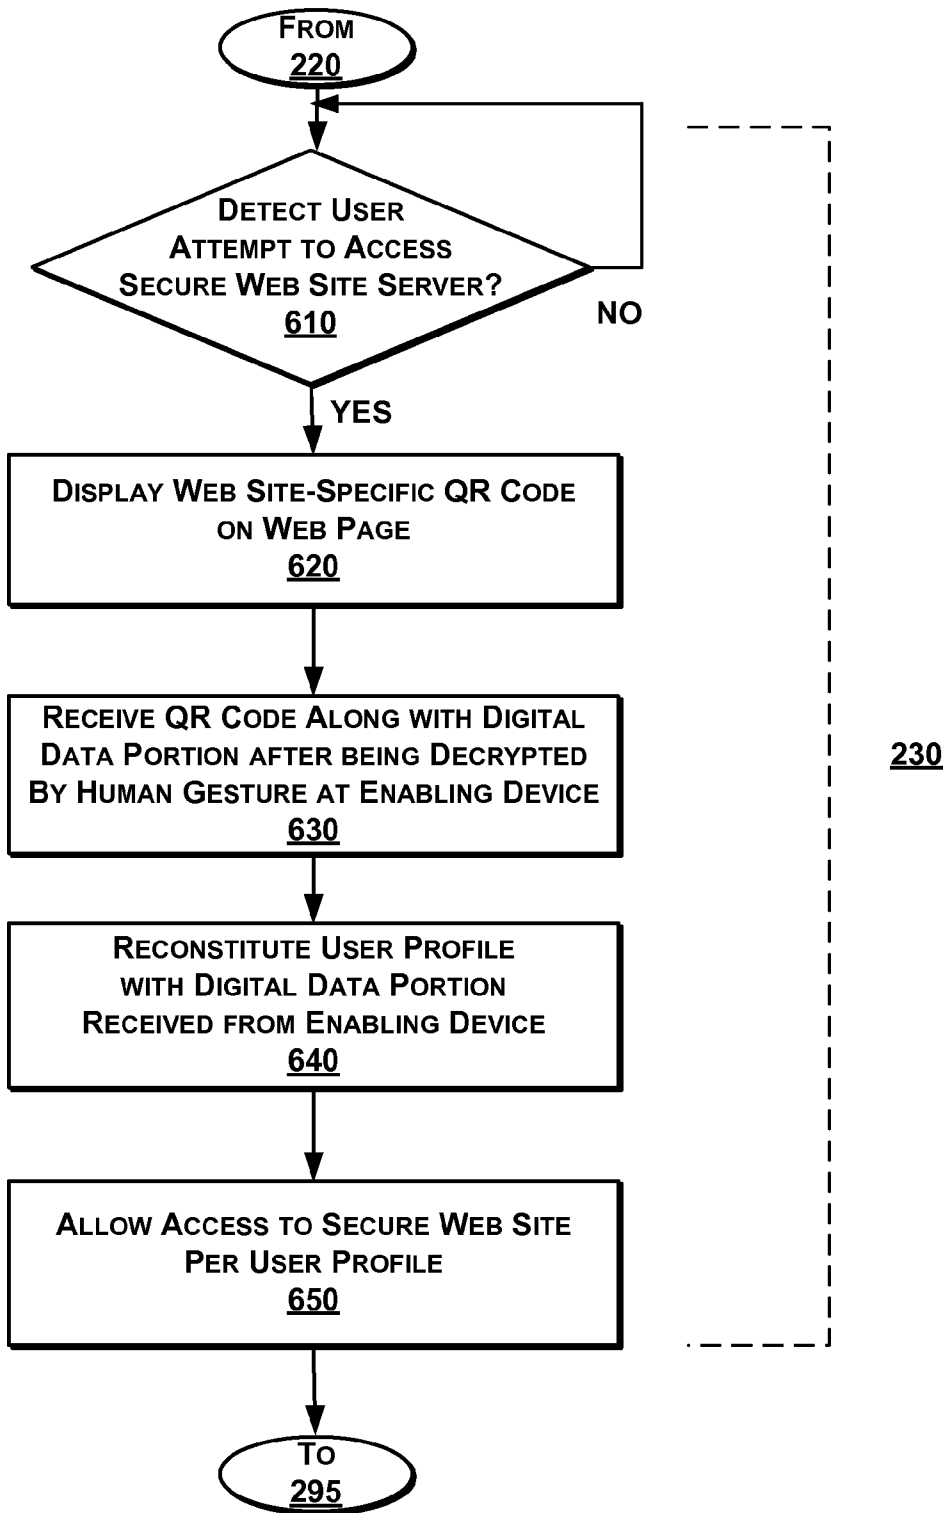 FROM
220
DETECT USER
ATTEMPT TO ACCESS
SECURE WEB SITE SERVER?
610
NO
YES
DISPLAY WEB SITE-SPECIFIC QR CODE
ON WEB PAGE
620
RECEIVE QR CODE ALONG WITH DIGITAL
DATA PORTION AFTER BEING DECRYPTED
BY HUMAN GESTURE AT ENABLING DEVICE
630
230
RECONSTITUTE USER PROFILE
WITH DIGITAL DATA PORTION
RECEIVED FROM ENABLING DEVICE
640
ALLOW ACCESS TO SECURE WEB SITE
PER USER PROFILE
650
TO
295